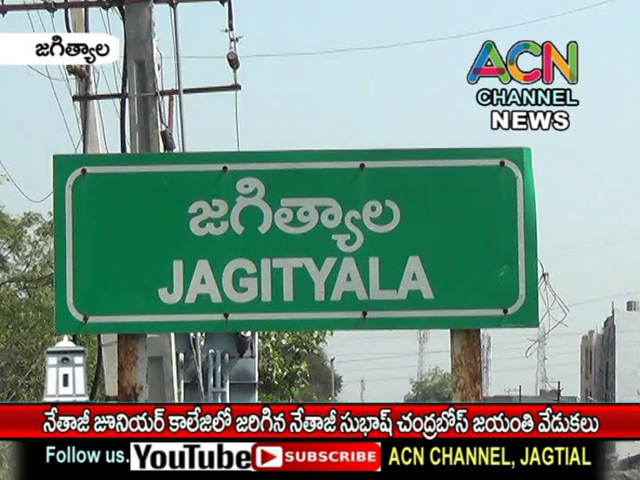 జగిత్యాల
ACN
CHANNEL
NEWS
జగిత్యాల
JAGITYALA
నేతాజీ జూనియర్ కాలేజిలో జరిగిన నేతాజీ సుభాష్ చంద్రబోస్ జయంతి వేడుకలు
Follow us. YouTube SUBSCRIBE ACN CHANNEL, JAGTIAL